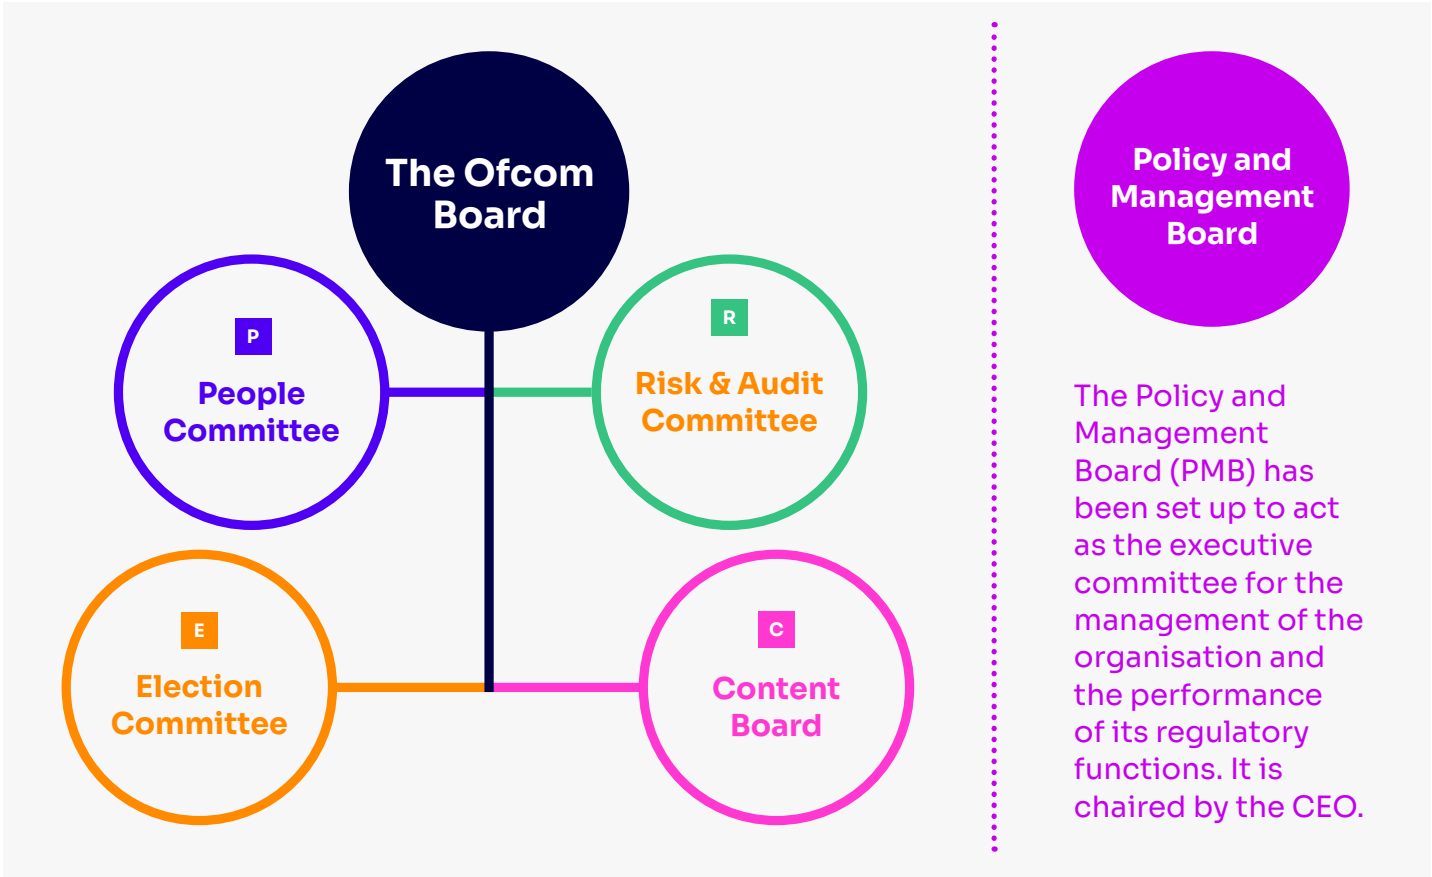 The Ofcom
Board
P
People
Committee
R
Risk & Audit
Committee
E
Election
Committee
C
Content
Board
Policy and
Management
Board
The Policy and
Management
Board (PMB) has
been set up to act
as the executive
committee for the
management of the
organisation and
the performance
of its regulatory
functions. It is
chaired by the CEO.